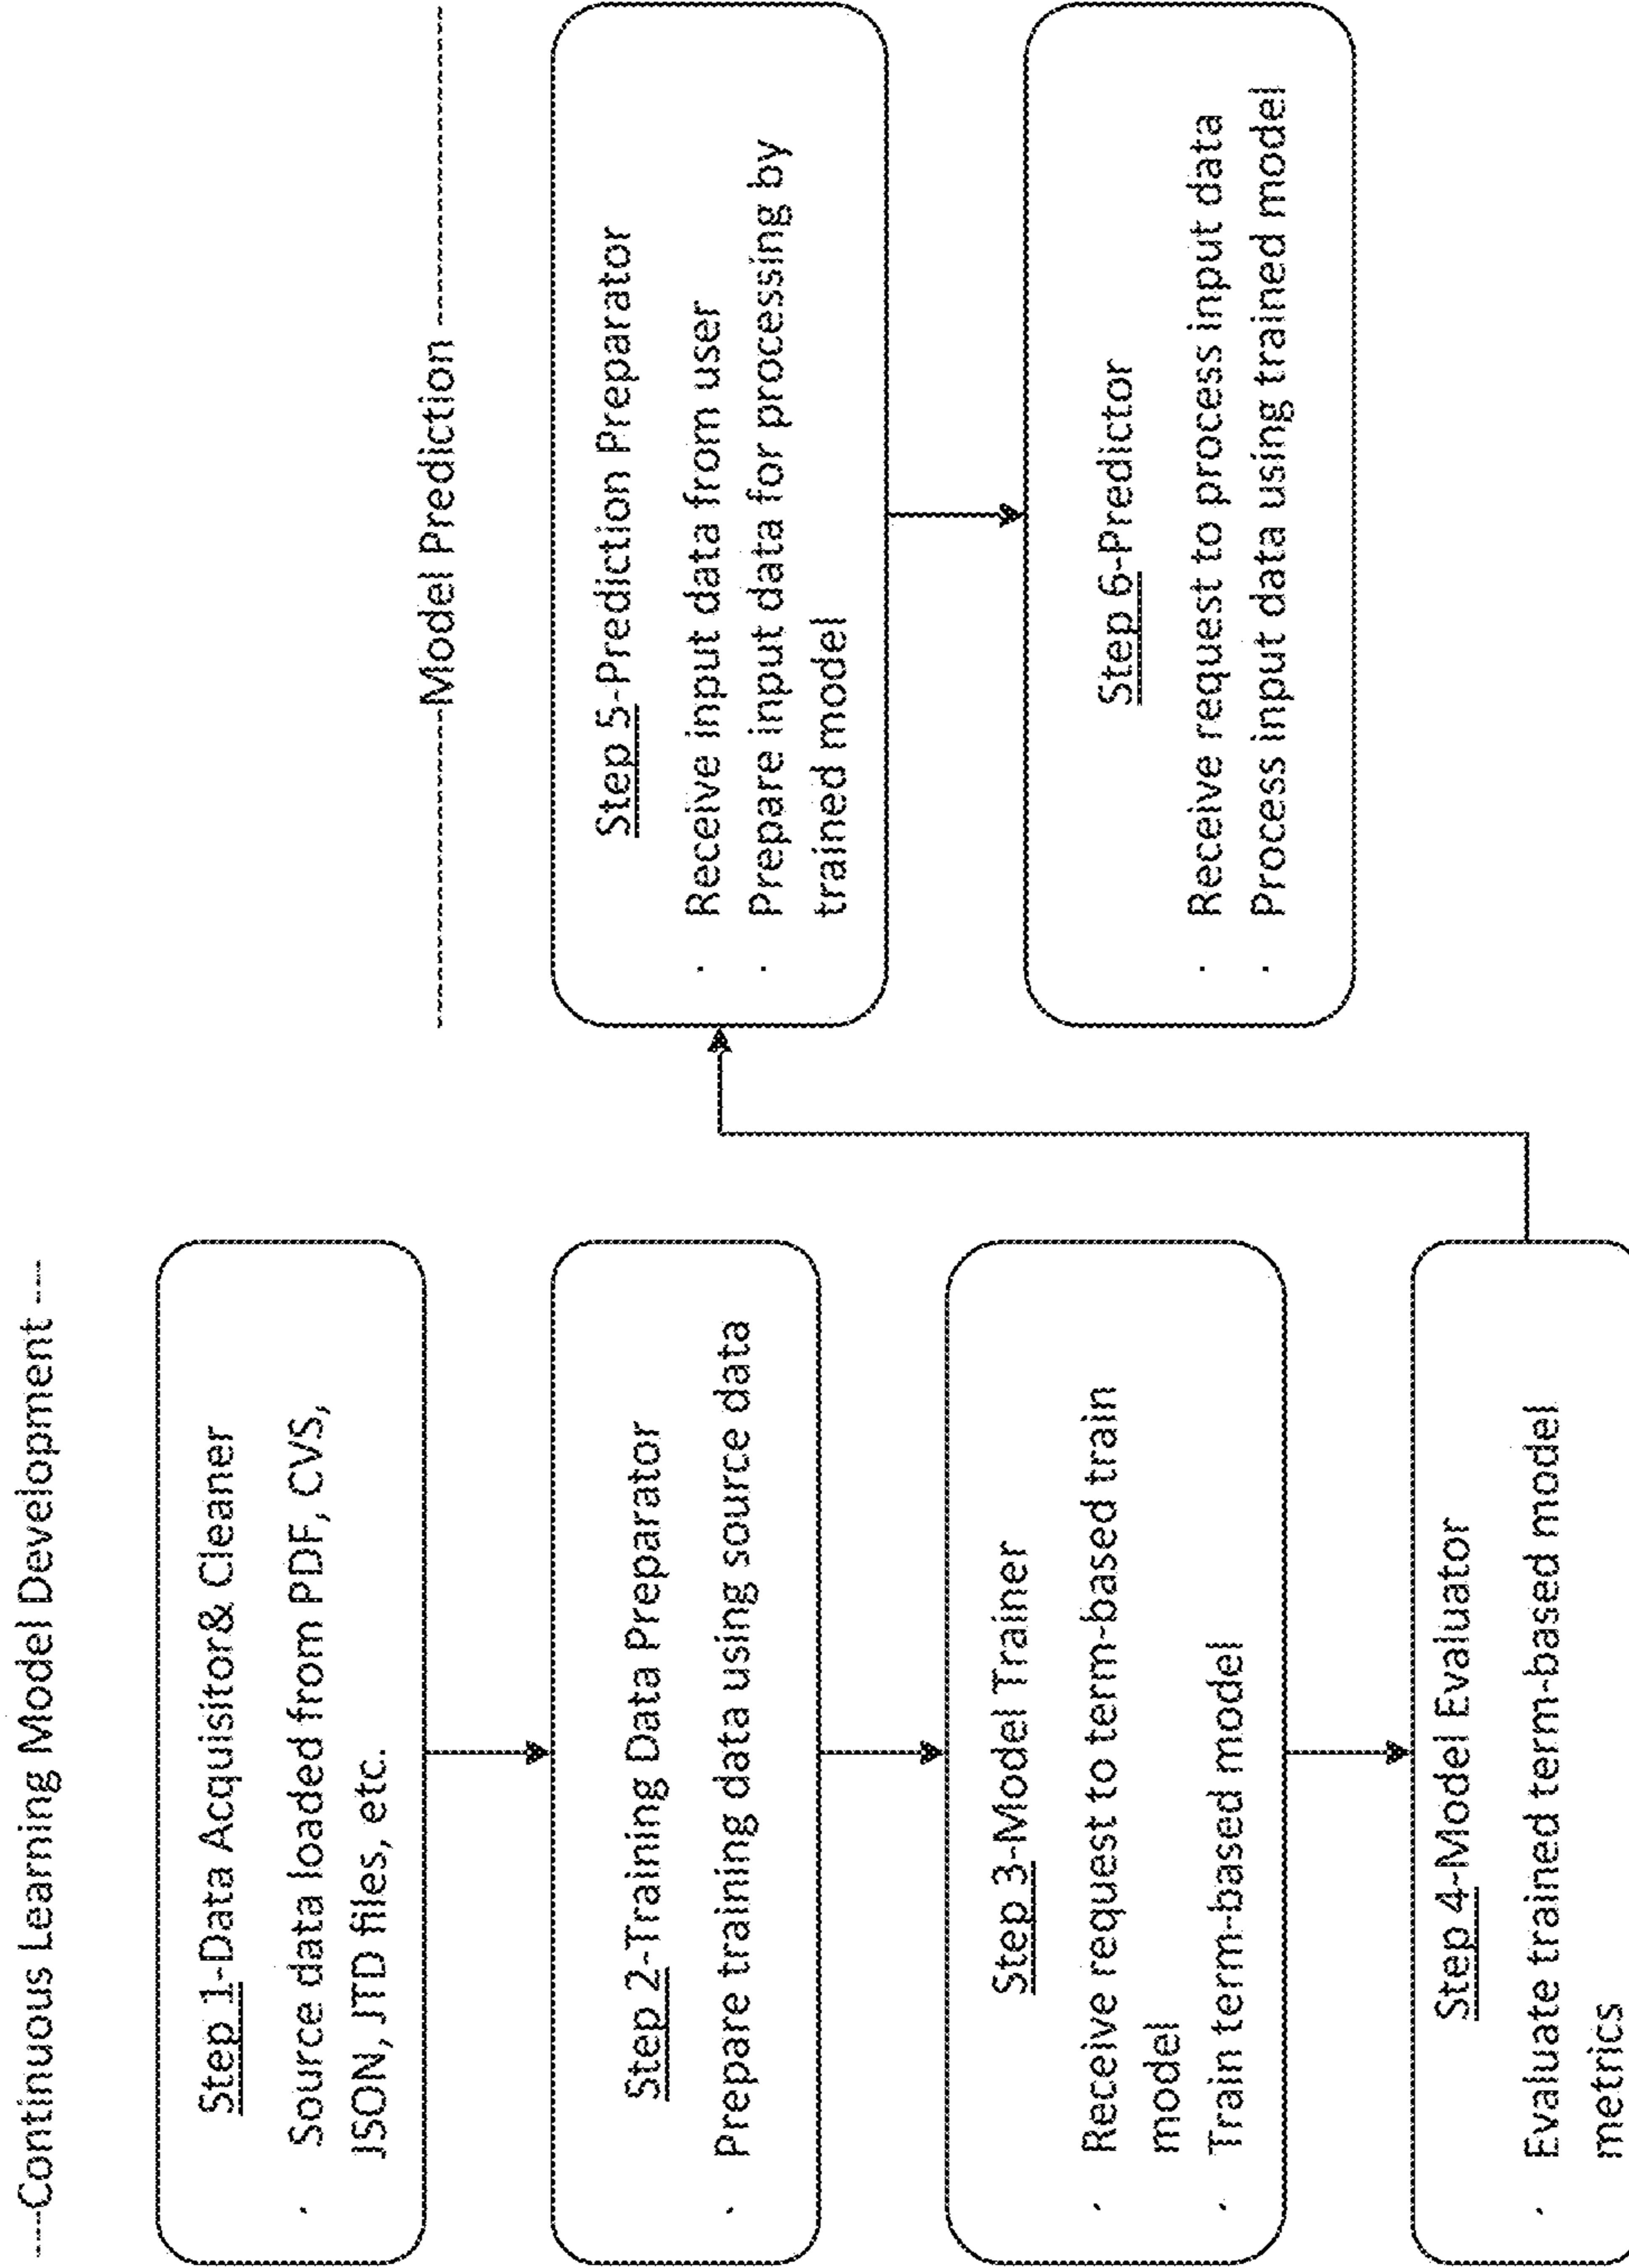 ----Continuous Learning Model Development ----
Step 1-Data Acquisitor& Cleaner
· Source data loaded from PDF, CVS,
JSON, JTD files, etc.
Step 2-Training Data Preparator
· Prepare training data using source data
Step 3-Model Trainer
· Receive request to term-based train
model
· Train term-based model
Step 4-Model Evaluator
· Evaluate trained term-based model
metrics
----Model Prediction ----
Step 5-Prediction Preparator
· Receive input data from user
· Prepare input data for processing by
trained model
Step 6-Predictor
· Receive request to process input data
· Process input data using trained model